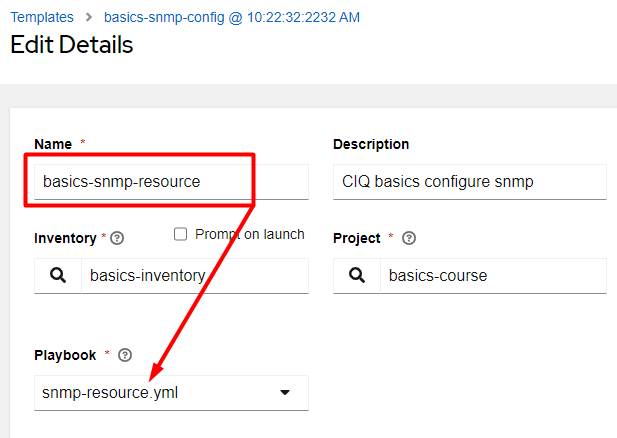 Templates > basics-snmp-config @ 10:22:32:2232 AM
Edit Details
Name * Description
basics-snmp-resource CIQ basics configure snmp
Inventory * Prompt on launch Project *
basics-inventory basics-course
Playbook *
snmp-resource.yml